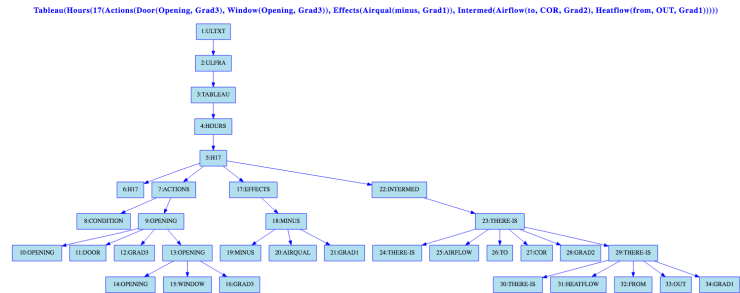 Tableau(Hours(17(Actions(Door(Opening, Grad3), Window(Opening, Grad3)), Effects(Airqual(minus, Grad1)), Intermed(Airflow(to, COR, Grad2), Heatflow(from, OUT, Grad1)))))
1:ULTXT
2:ULFRA
3:TABLEAU
4:HOURS
5:H17
6:H17 7:ACTIONS 17:EFFECTS 22:INTERMED
8:CONDITION 9:OPENING 18:MINUS 23:THERE-IS
10:OPENING 11:DOOR 12:GRAD3 13:OPENING 19:MINUS 20:AIRQUAL 21:GRAD1 24:THERE-IS 25:AIRFLOW 26:TO 27:COR 28:GRAD2 29:THERE-IS
14:OPENING 15:WINDOW 16:GRAD3 30:THERE-IS 31:HEATFLOW 32:FROM 33:OUT 34:GRAD1